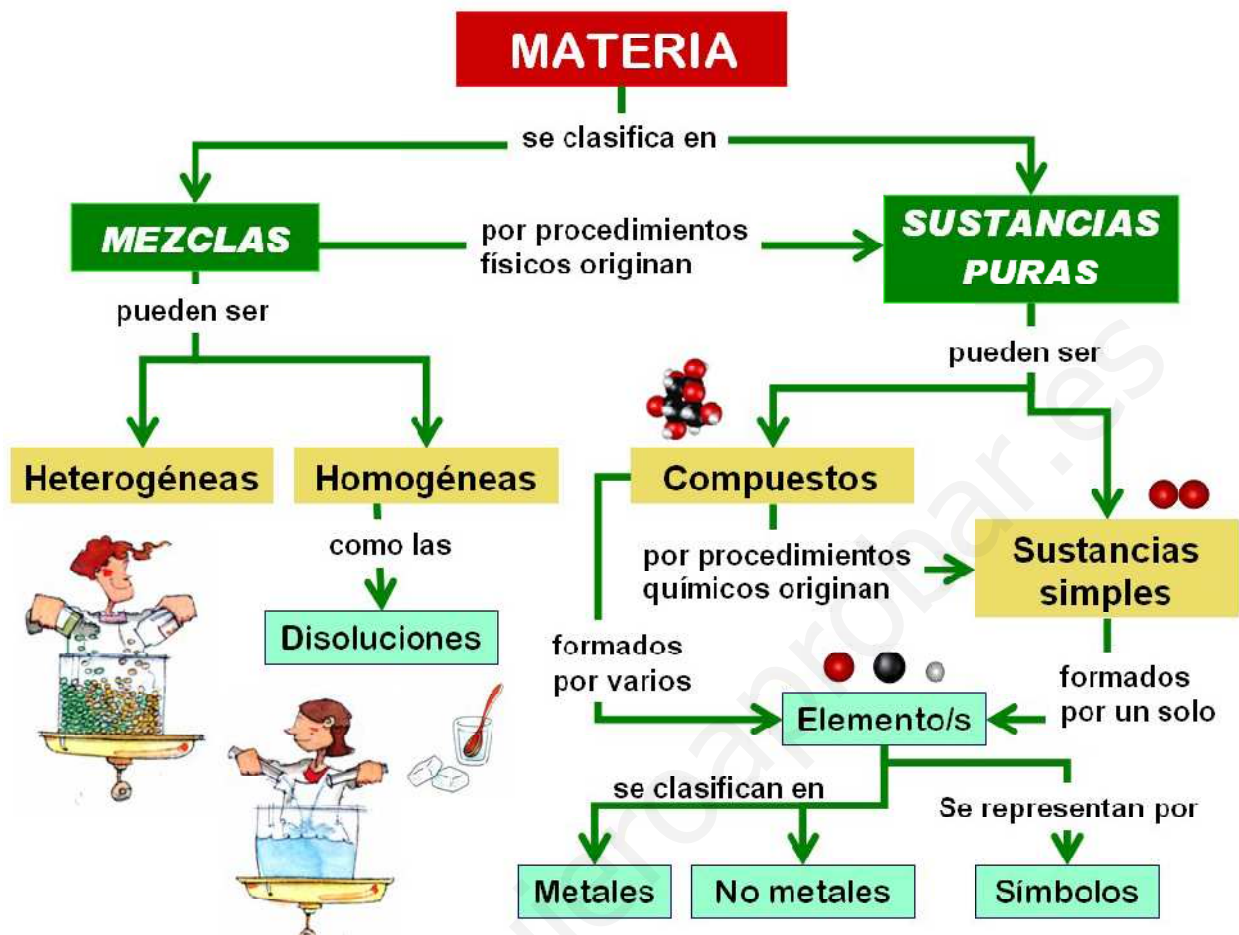 MATERIA
se clasifica en
MEZCLAS
por procedimientos
físicos originan
SUSTANCIAS
PURAS
pueden ser
pueden ser
Heterogéneas
Homogéneas
Compuestos
como las
por procedimientos
químicos originan
Sustancias
simples
Disoluciones
formados
por varios
formados
por un solo
Elemento/s
se clasifican en
Se representan por
Metales
No metales
Símbolos
uieroaprobar.es